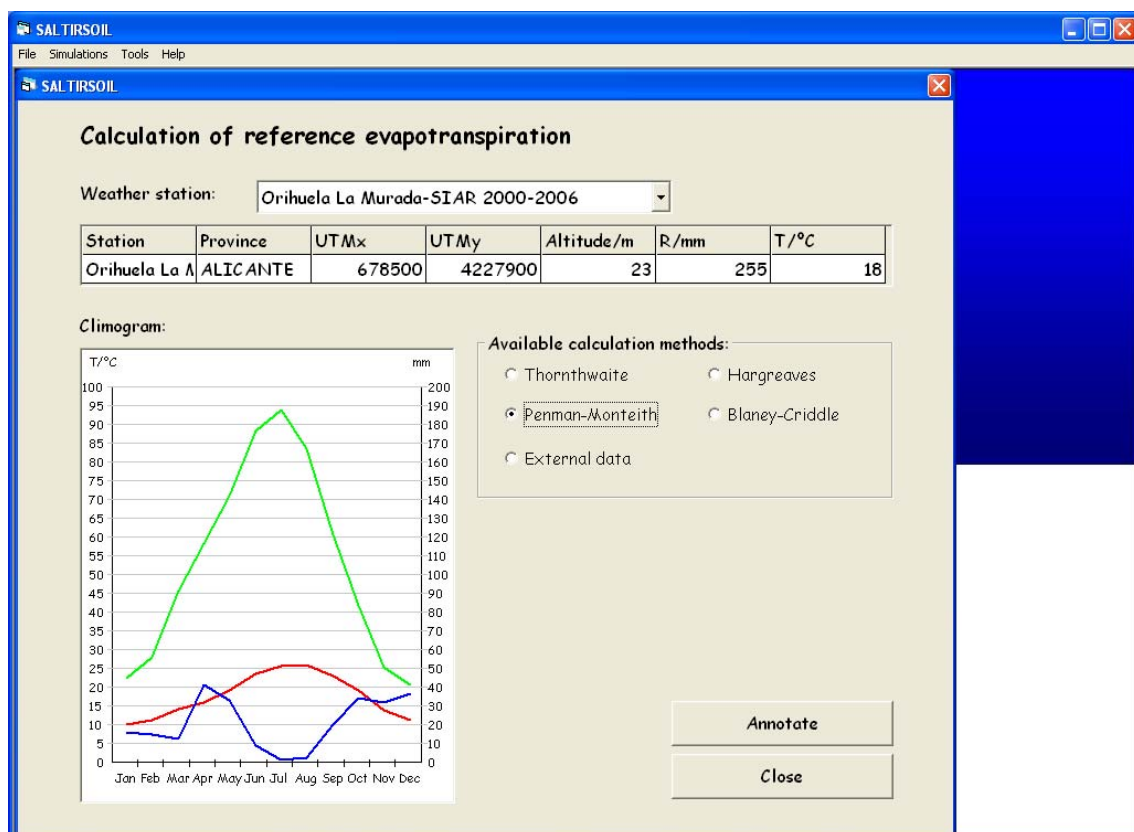 SALTIRSOIL
File Simulations Tools Help
SALTIRSOIL
Calculation of reference evapotranspiration
Weather station: Orihuela La Murada-SIAR 2000-2006
Station Province UTMx UTMy Altitude/m R/mm T/ºC
Orihuela La M ALICANTE 678500 4227900 23 255 18
Climogram:
T/ºC mm
100 200
95 190
90 180
85 170
80 160
75 150
70 140
65 130
60 120
55 110
50 100
45 90
40 80
35 70
30 60
25 50
20 40
15 30
10 20
5 10
0 0
Jan Feb Mar Apr May Jun Jul Aug Sep Oct Nov Dec
Available calculation methods:
Thornthwaite Hargreaves
Penman-Monteith Blaney-Criddle
External data
Annotate
Close